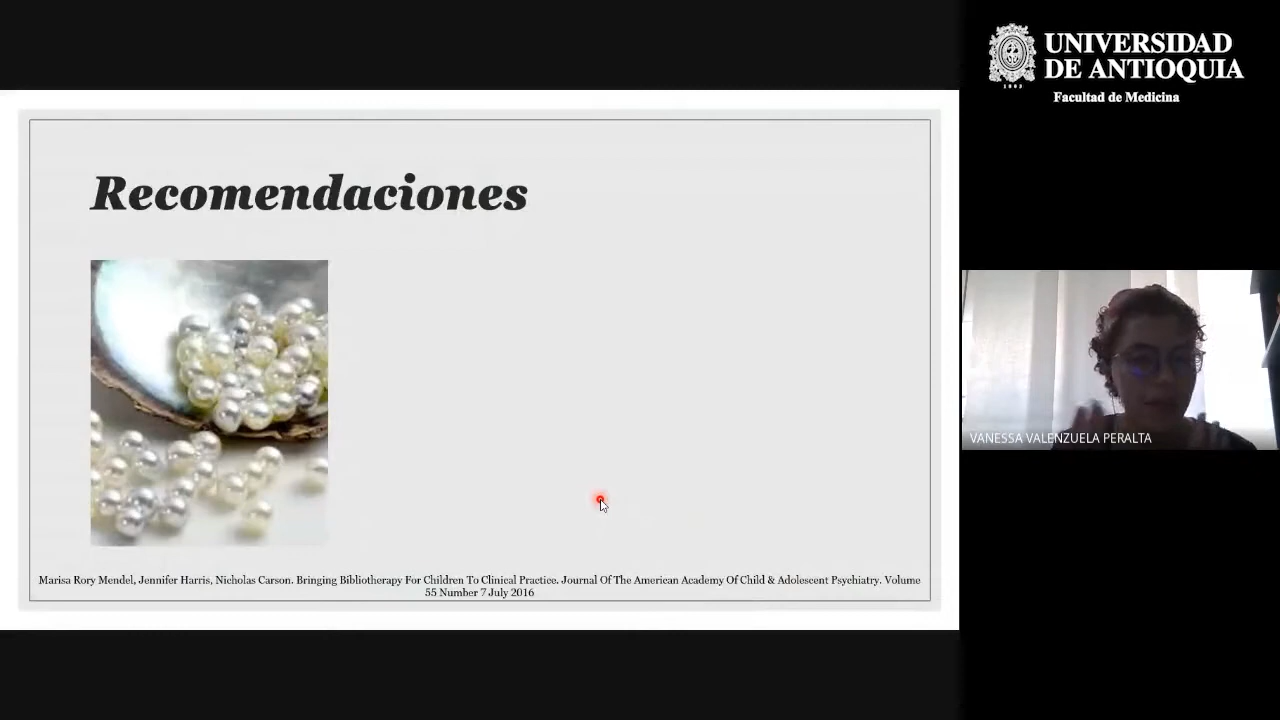 UNIVERSIDAD
DE ANTIOQUIA
1803
Facultad de Medicina
Recomendaciones
VANESSA VALENZUELA PERALTA
Marisa Rory Mendel, Jennifer Harris, Nicholas Carson. Bringing Bibliotherapy For Children To Clinical Practice. Journal Of The American Academy Of Child & Adolescent Psychiatry. Volume
55 Number 7 July 2016